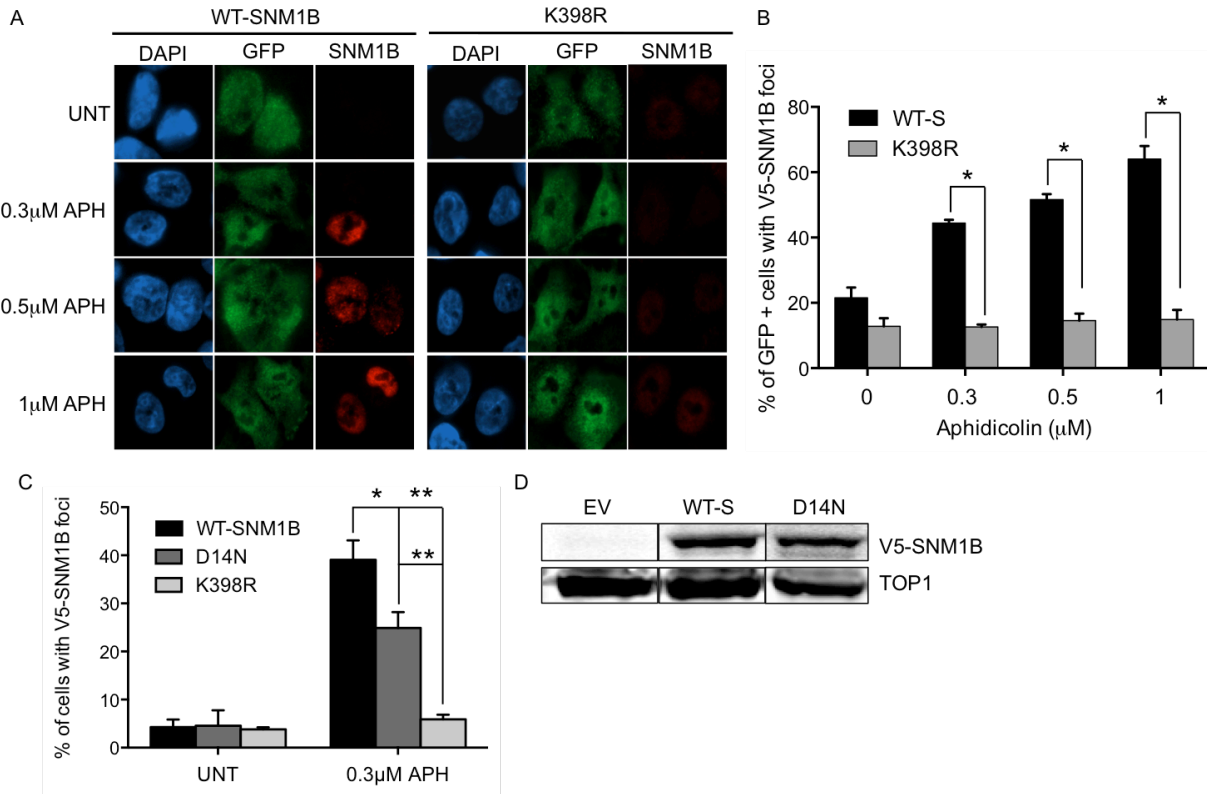 A
WT-SNM1B
K398R
DAPI GFP SNM1B
DAPI GFP SNM1B
UNT
0.3μM APH
0.5μM APH
1μM APH
B
% of GFP + cells with V5-SNM1B foci
80
60
40
20
0
WT-S
K398R
*
*
*
0 0.3 0.5 1
Aphidicolin (μM)
C
% of cells with V5-SNM1B foci
50
40
30
20
10
0
WT-SNM1B
D14N
K398R
* **
**
UNT 0.3μM APH
D
EV WT-S D14N
V5-SNM1B
TOP1